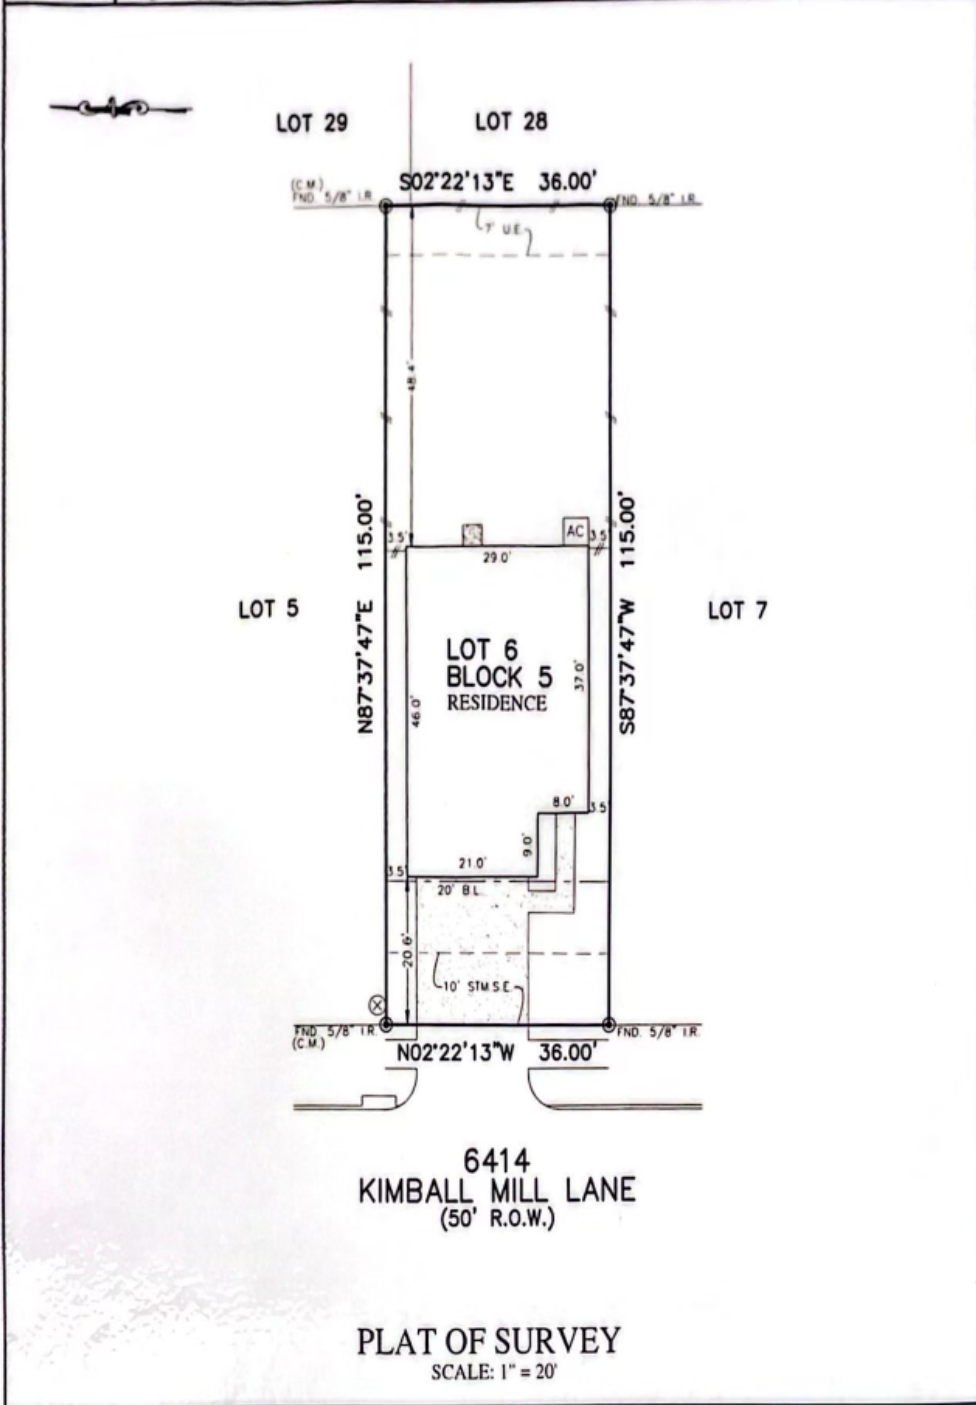 LOT 29
LOT 28
(C.M.)
FND. 5/8" I.R.
S02°22'13"E 36.00'
FND. 5/8" I.R.
7' U.E.
48.4'
N87°37'47"E 115.00'
S87°37'47"W 115.00'
3.5'
AC
3.5'
29.0'
LOT 5
LOT 7
LOT 6
BLOCK 5
RESIDENCE
46.0'
37.0'
8.0'
3.5'
9.0'
21.0'
3.5'
20' B.L.
20.6'
10' STM.S.E.
X
FND. 5/8" I.R.
(C.M.)
FND. 5/8" I.R.
N02°22'13"W 36.00'
6414
KIMBALL MILL LANE
(50' R.O.W.)
PLAT OF SURVEY
SCALE: 1" = 20'